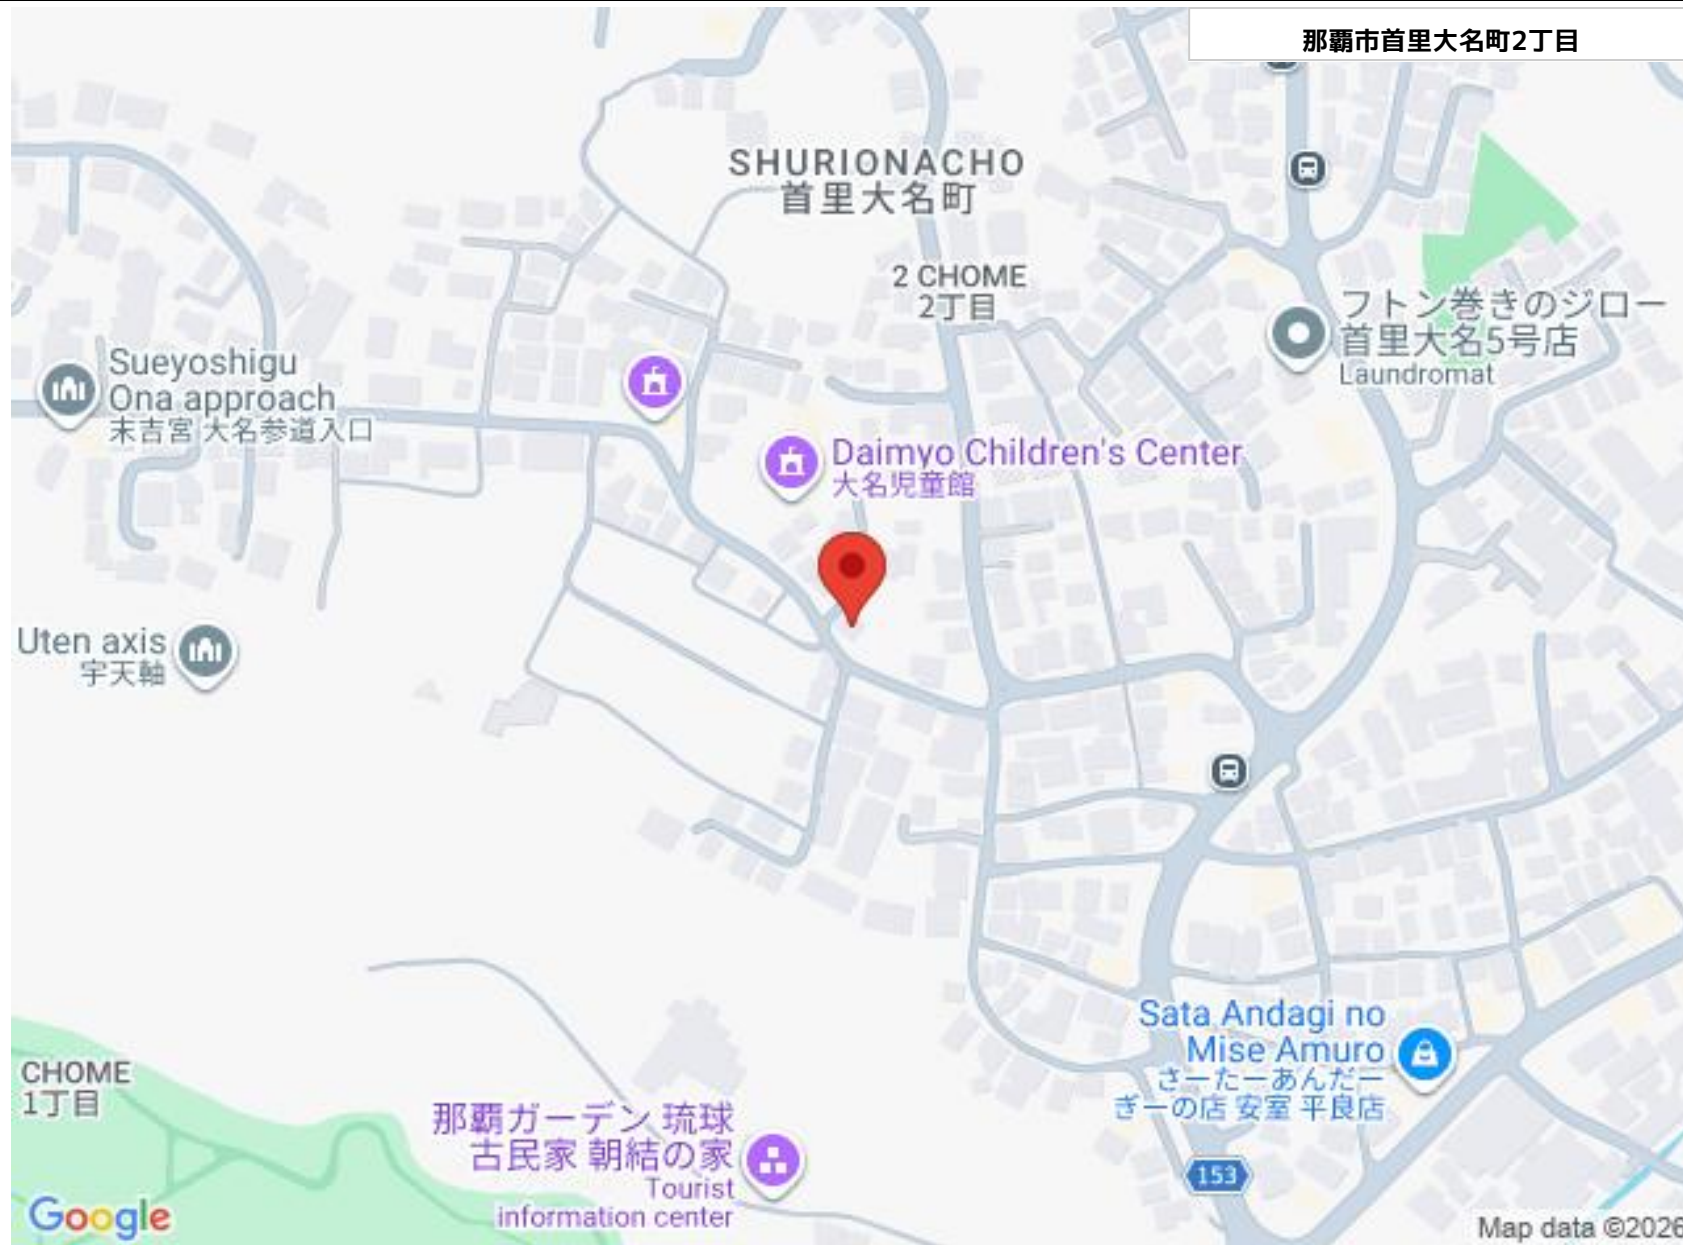 那覇市首里大名町2丁目
SHURIONACHO
首里大名町
2 CHOME
2丁目
フトン巻きのジロー
首里大名5号店
Laundromat
Sueyoshigu
Ona approach
末吉宮 大名参道入口
Daimyo Children's Center
大名児童館
Uten axis
宇天軸
Sata Andagi no
Mise Amuro
さーたーあんだー
ぎーの店 安室 平良店
CHOME
1丁目
那覇ガーデン 琉球
古民家 朝結の家
Tourist
information center
153
Google
Map data ©2026